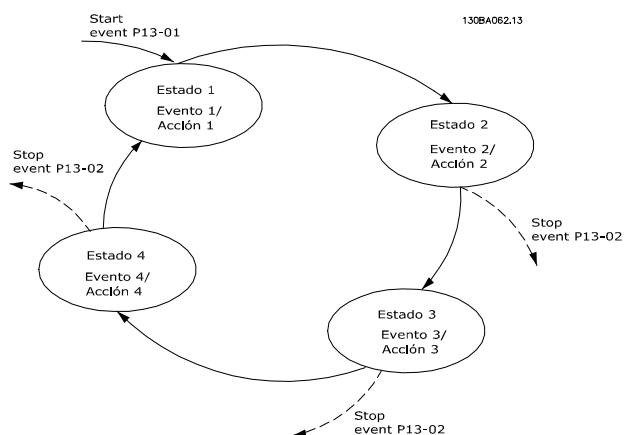 Start
event P13-01
130BA062.13
Estado 1
Evento 1/
Acción 1
Estado 2
Evento 2/
Acción 2
Stop
event P13-02
Stop
event P13-02
Estado 4
Evento 4/
Acción 4
Estado 3
Evento 3/
Acción 3
Stop
event P13-02